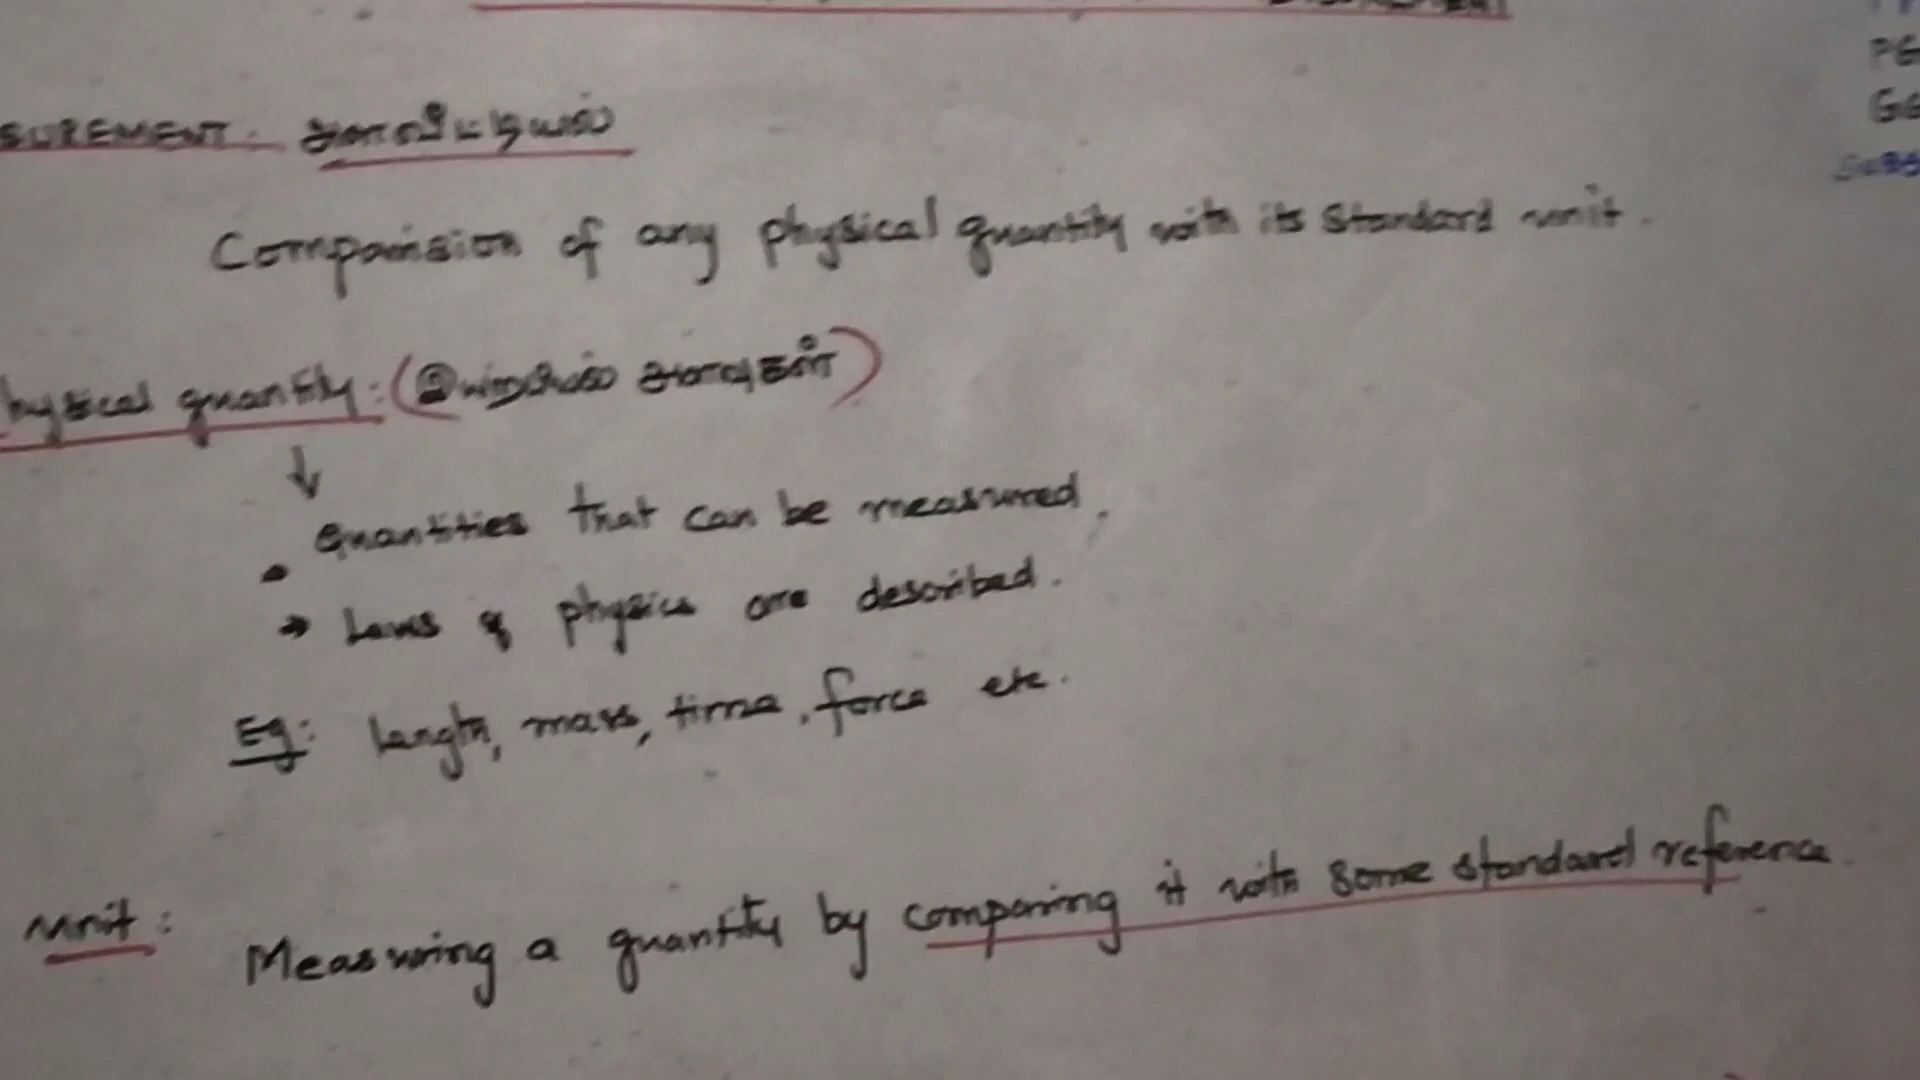 SUREMENT: அளவிடுதல்
Comparision of any physical quantity with its standard unit.
hysical quantity: (இயற்பியல் அளவுகள்)
↓
Quantities that can be measured.
→ Laws of physics are described.
Eg: length, mass, time, force etc.
Unit: Measuring a quantity by comparing it with some standard reference.